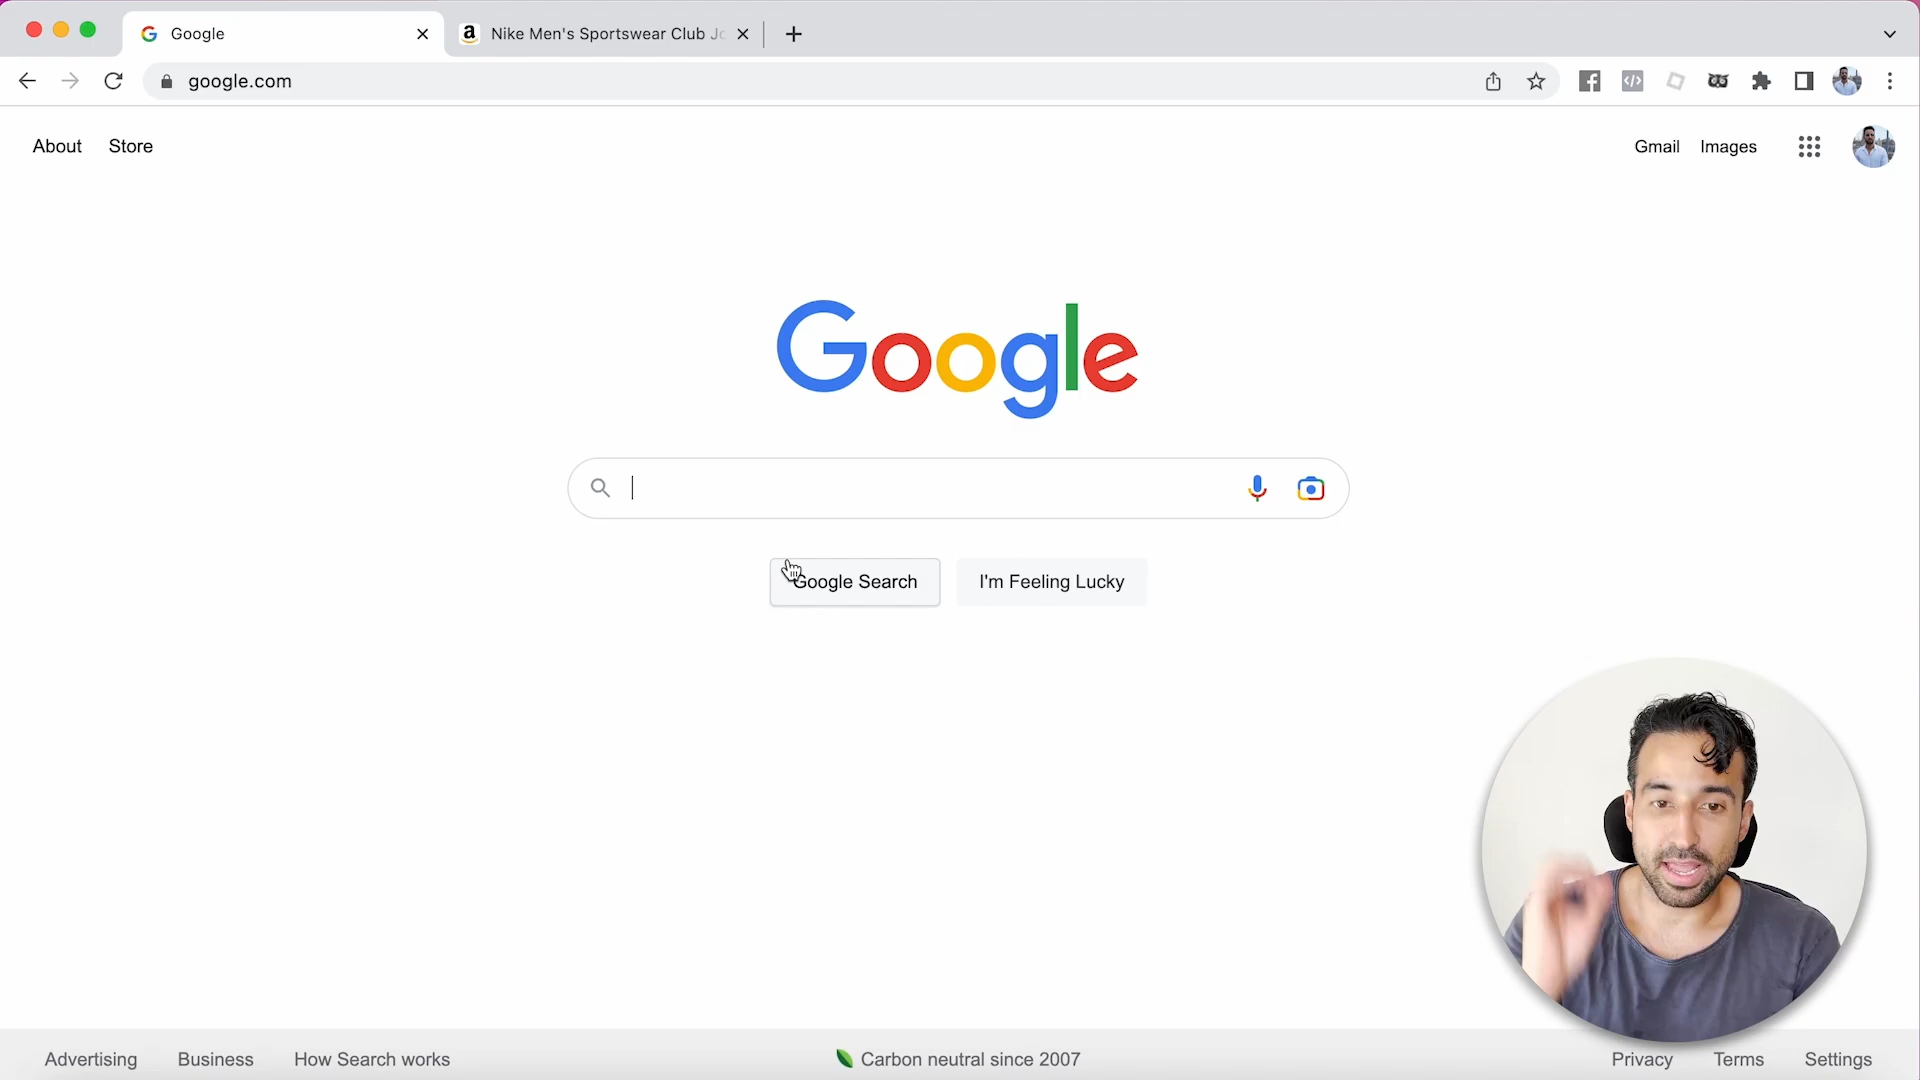 Google
Nike Men's Sportswear Club Jo
google.com
About Store
Gmail Images
Google
Google Search
I'm Feeling Lucky
Advertising Business How Search works
Carbon neutral since 2007
Privacy Terms Settings